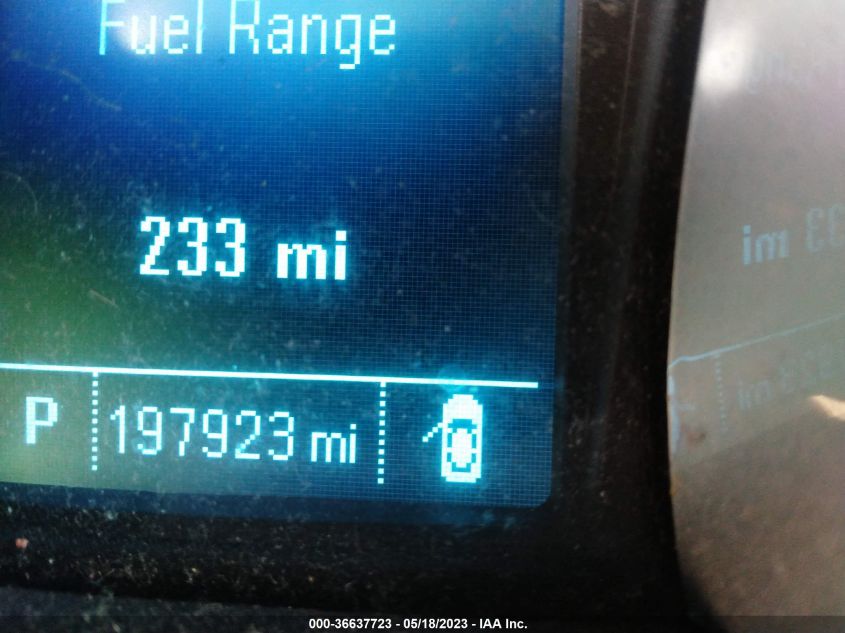 Fuel Range
233 mi
P 197923 mi
000-36637723 - 05/18/2023 - IAA Inc.